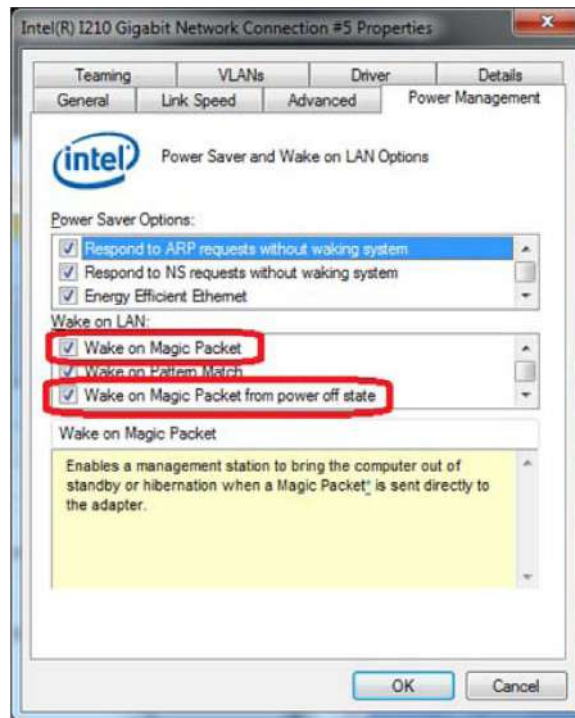 Intel(R) I210 Gigabit Network Connection #5 Properties
Teaming VLANs Driver Details
General Link Speed Advanced Power Management
intel Power Saver and Wake on LAN Options
Power Saver Options:
Respond to ARP requests without waking system
Respond to NS requests without waking system
Energy Efficient Ethernet
Wake on LAN:
Wake on Magic Packet
Wake on Pattern Match
Wake on Magic Packet from power off state
Wake on Magic Packet
Enables a management station to bring the computer out of
standby or hibernation when a Magic Packet* is sent directly to
the adapter.
OK Cancel